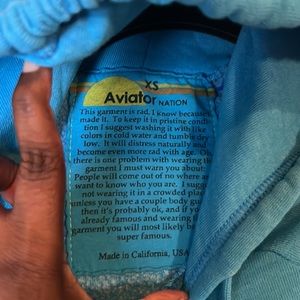 XS
Aviator NATION
This garment is rad, I know because
made it. To keep it in pristine condi
tion I suggest washing it with like
colors in cold water and tumble dry
low. It will distress naturally and
become even more rad with age.
there is one problem with wearing th
garment I must warn you about:
People will come out of no where an
want to know who you are. I sugg
not wearing it in a crowded pla
unless you have a couple body gu
then it's probably ok, and if yo
already famous and wearing
garment you will most likely be
super famous.
Made in California, USA